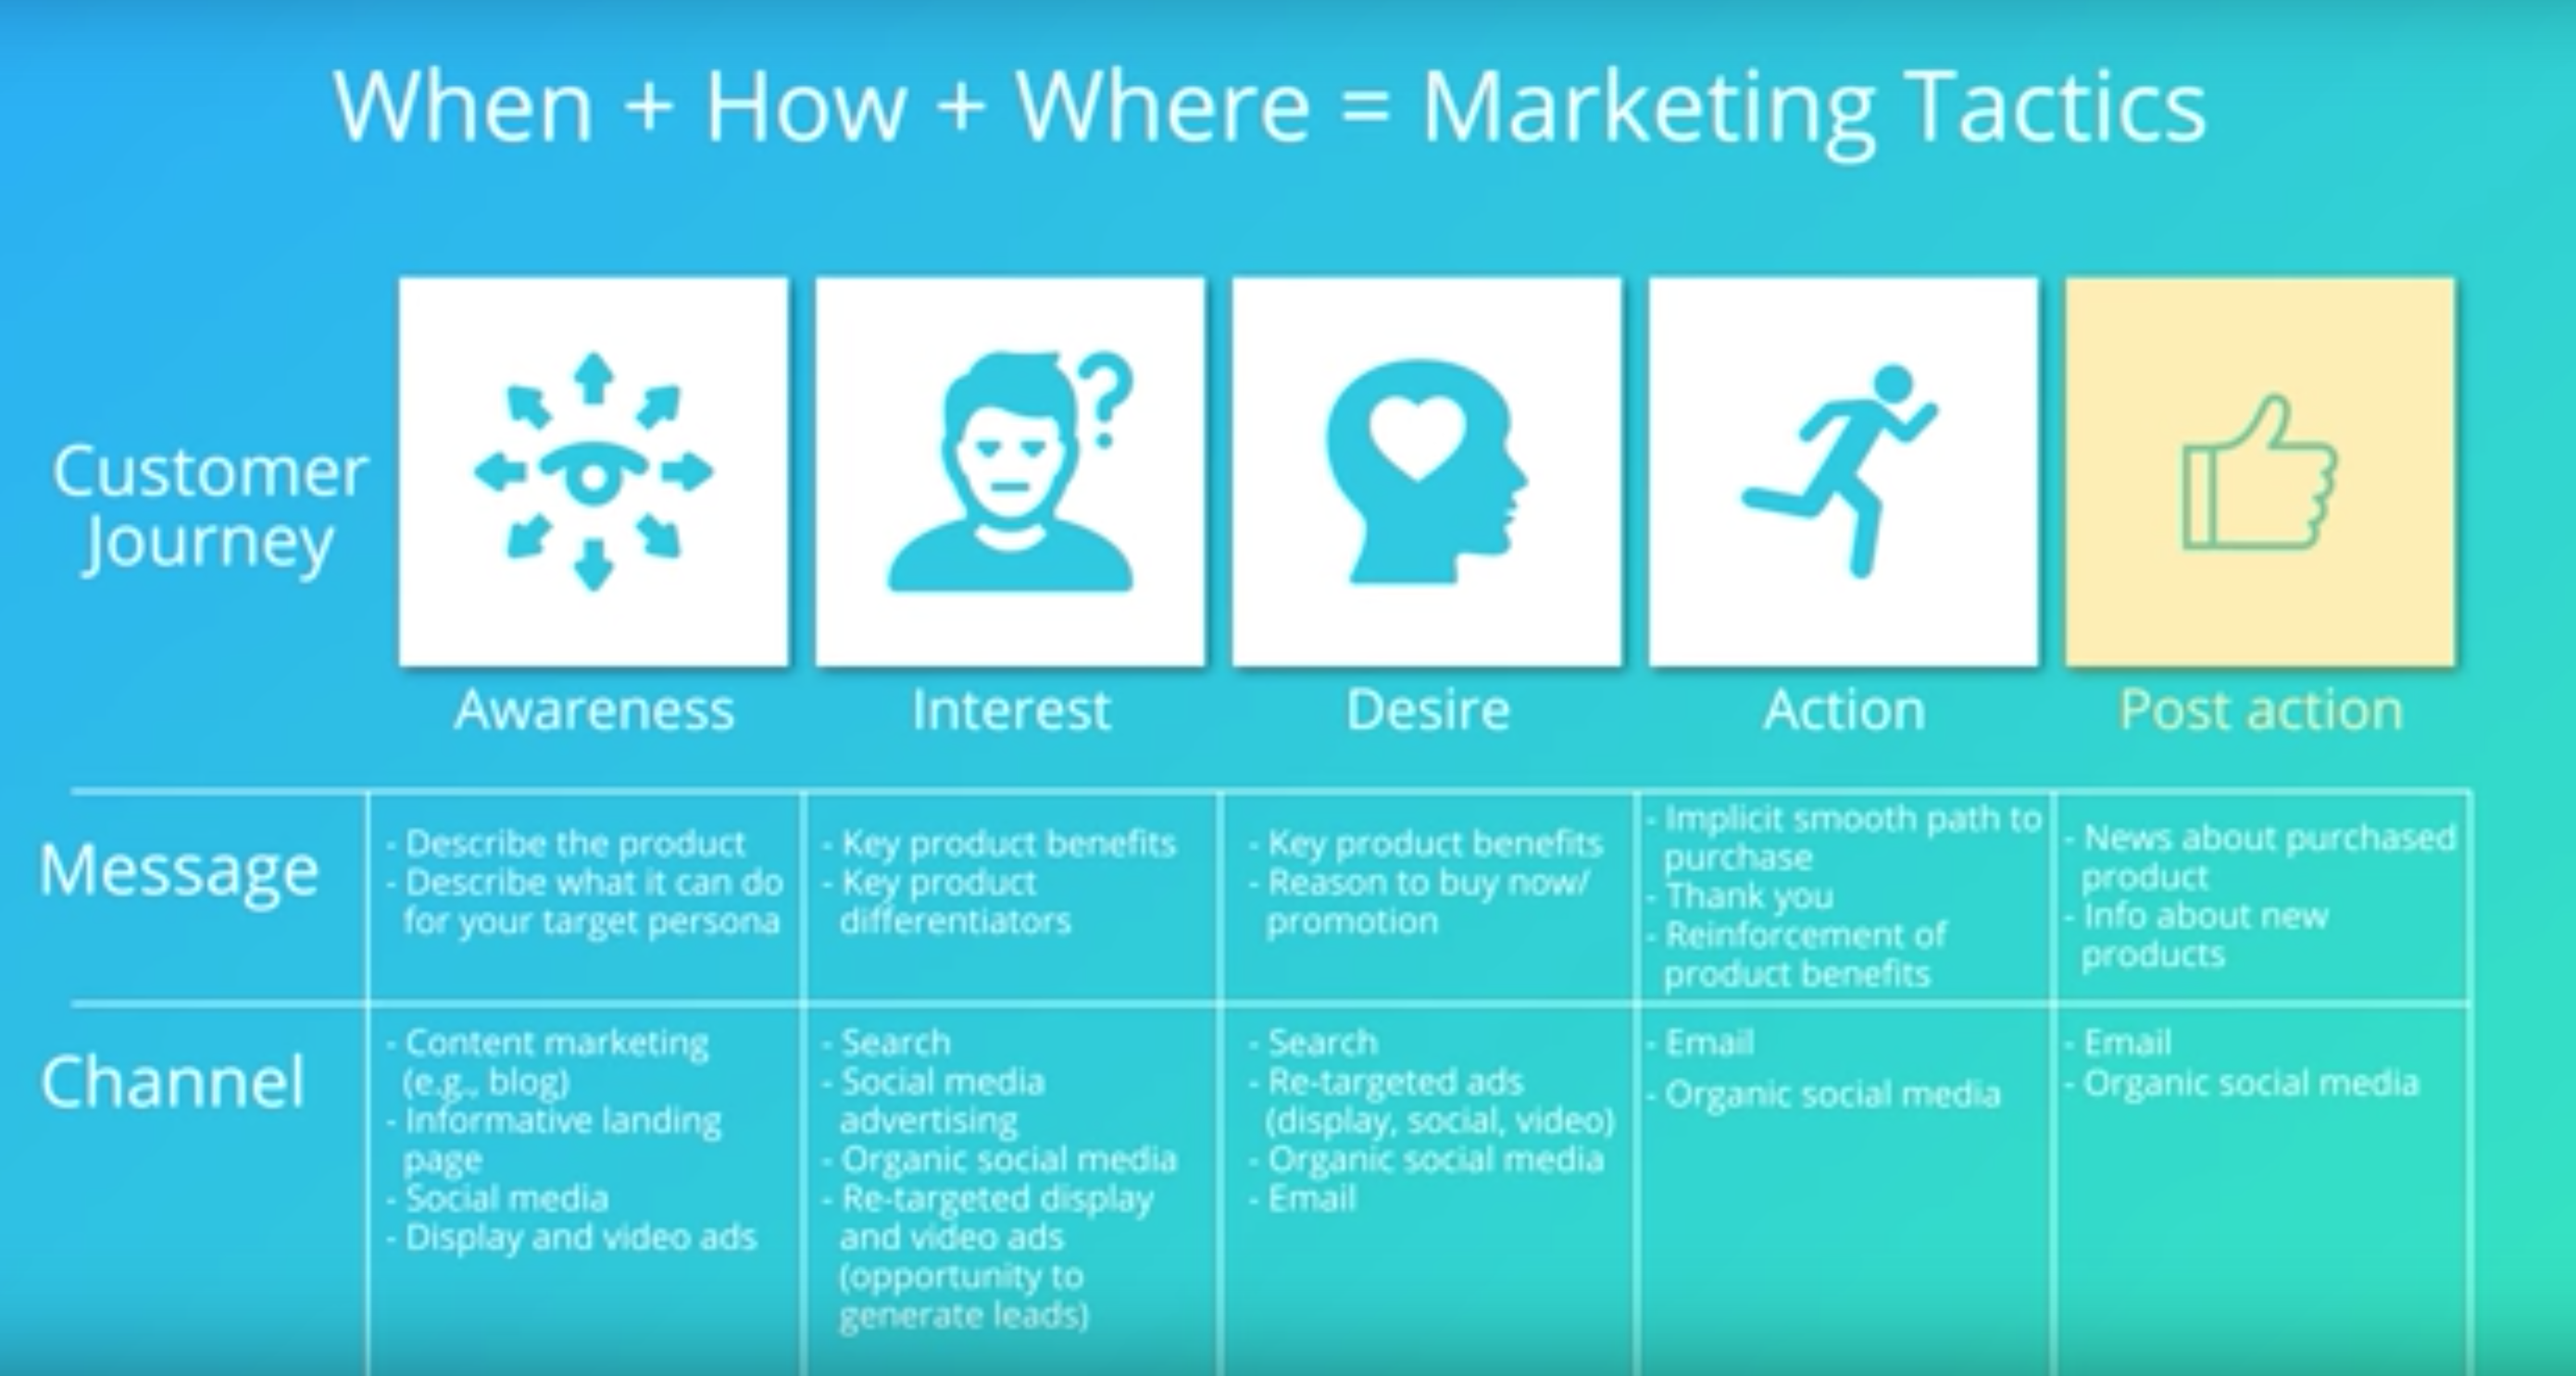 When + How + Where = Marketing Tactics
?
Customer
Journey
Awareness
Interest
Desire
Action
Post action
Message
- Describe the product
- Describe what it can do
for your target persona
- Key product benefits
- Key product
differentiators
- Key product benefits
- Reason to buy now/
promotion
- Implicit smooth path to
purchase
- Thank you
- Reinforcement of
product benefits
- News about purchased
product
- Info about new
products
Channel
- Content marketing
(e.g., blog)
- Informative landing
page
- Social media
- Display and video ads
- Search
- Social media
advertising
- Organic social media
- Re-targeted display
and video ads
(opportunity to
generate leads)
- Search
- Re-targeted ads
(display, social, video)
- Organic social media
- Email
- Email
- Organic social media
- Email
- Organic social media